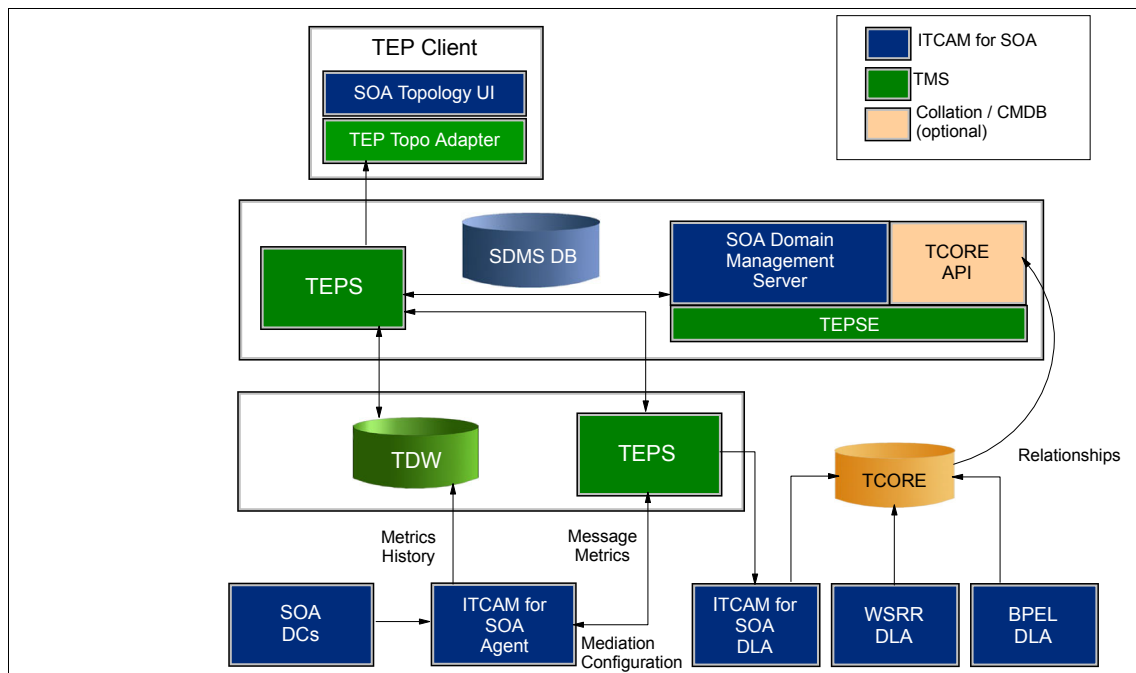 TEP Client
SOA Topology UI
TEP Topo Adapter
ITCAM for SOA
TMS
Collation / CMDB
(optional)
TEPS
SDMS DB
SOA Domain
Management
Server
TCORE
API
TEPSE
TDW
TEPS
TCORE
Relationships
Metrics
History
Message
Metrics
SOA
DCs
ITCAM for
SOA
Agent
Mediation
Configuration
ITCAM for
SOA
DLA
WSRR
DLA
BPEL
DLA